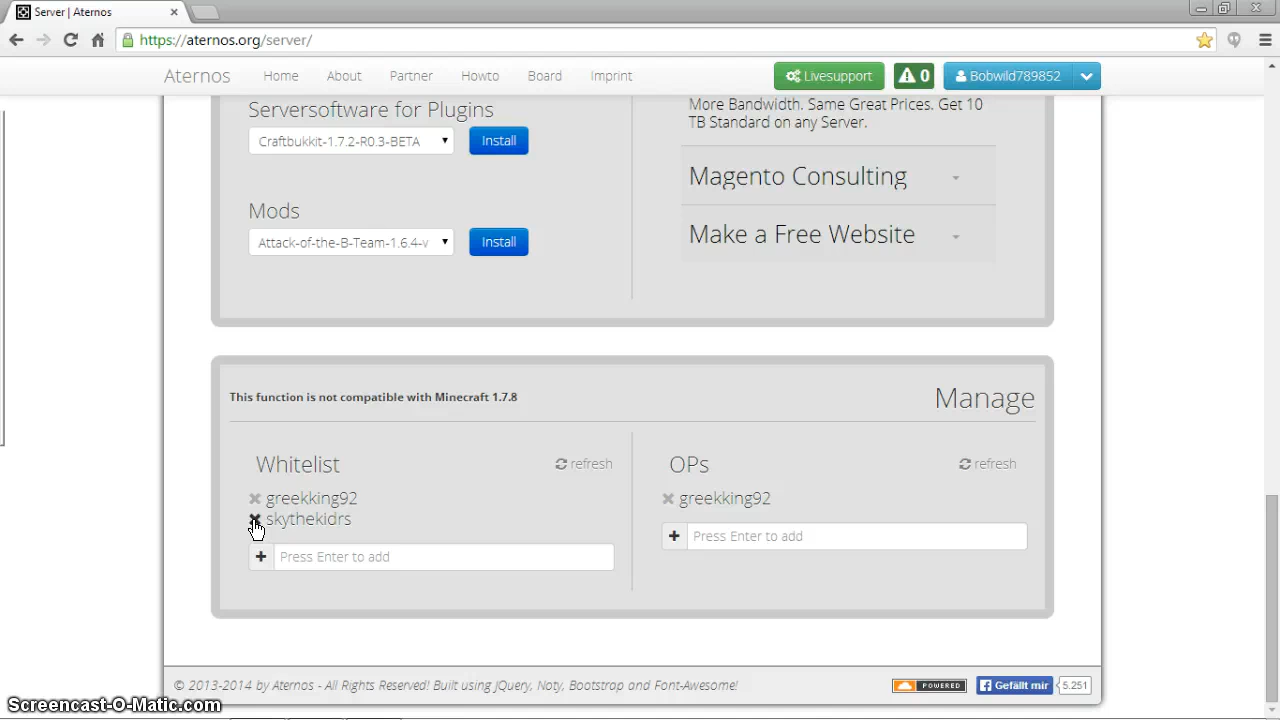 Server | Aternos
https://aternos.org/server/
Aternos Home About Partner Howto Board Imprint Livesupport 0 Bobwild789852
Serversoftware for Plugins
Craftbukkit-1.7.2-R0.3-BETA Install
Mods
Attack-of-the-B-Team-1.6.4-v Install
More Bandwidth. Same Great Prices. Get 10
TB Standard on any Server.
Magento Consulting
Make a Free Website
This function is not compatible with Minecraft 1.7.8
Manage
Whitelist refresh
greekking92
skythekidrs
Press Enter to add
OPs refresh
greekking92
Press Enter to add
© 2013-2014 by Aternos - All Rights Reserved! Built using JQuery, Noty, Bootstrap and Font-Awesome!
POWERED
Gefällt mir 5.251
Screencast-O-Matic.com